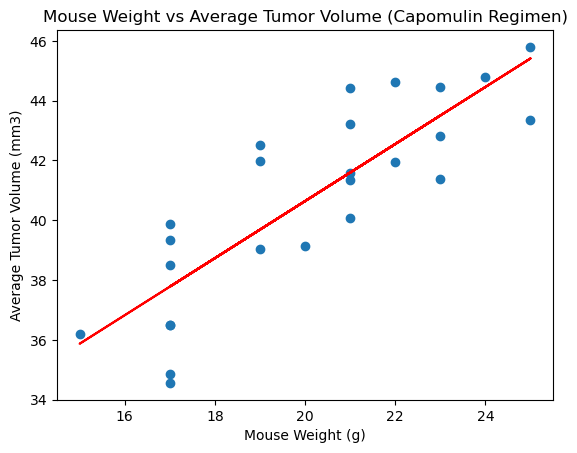 Mouse Weight vs Average Tumor Volume (Capomulin Regimen)
46
44
42
40
38
36
34
Average Tumor Volume (mm3)
16 18 20 22 24
Mouse Weight (g)